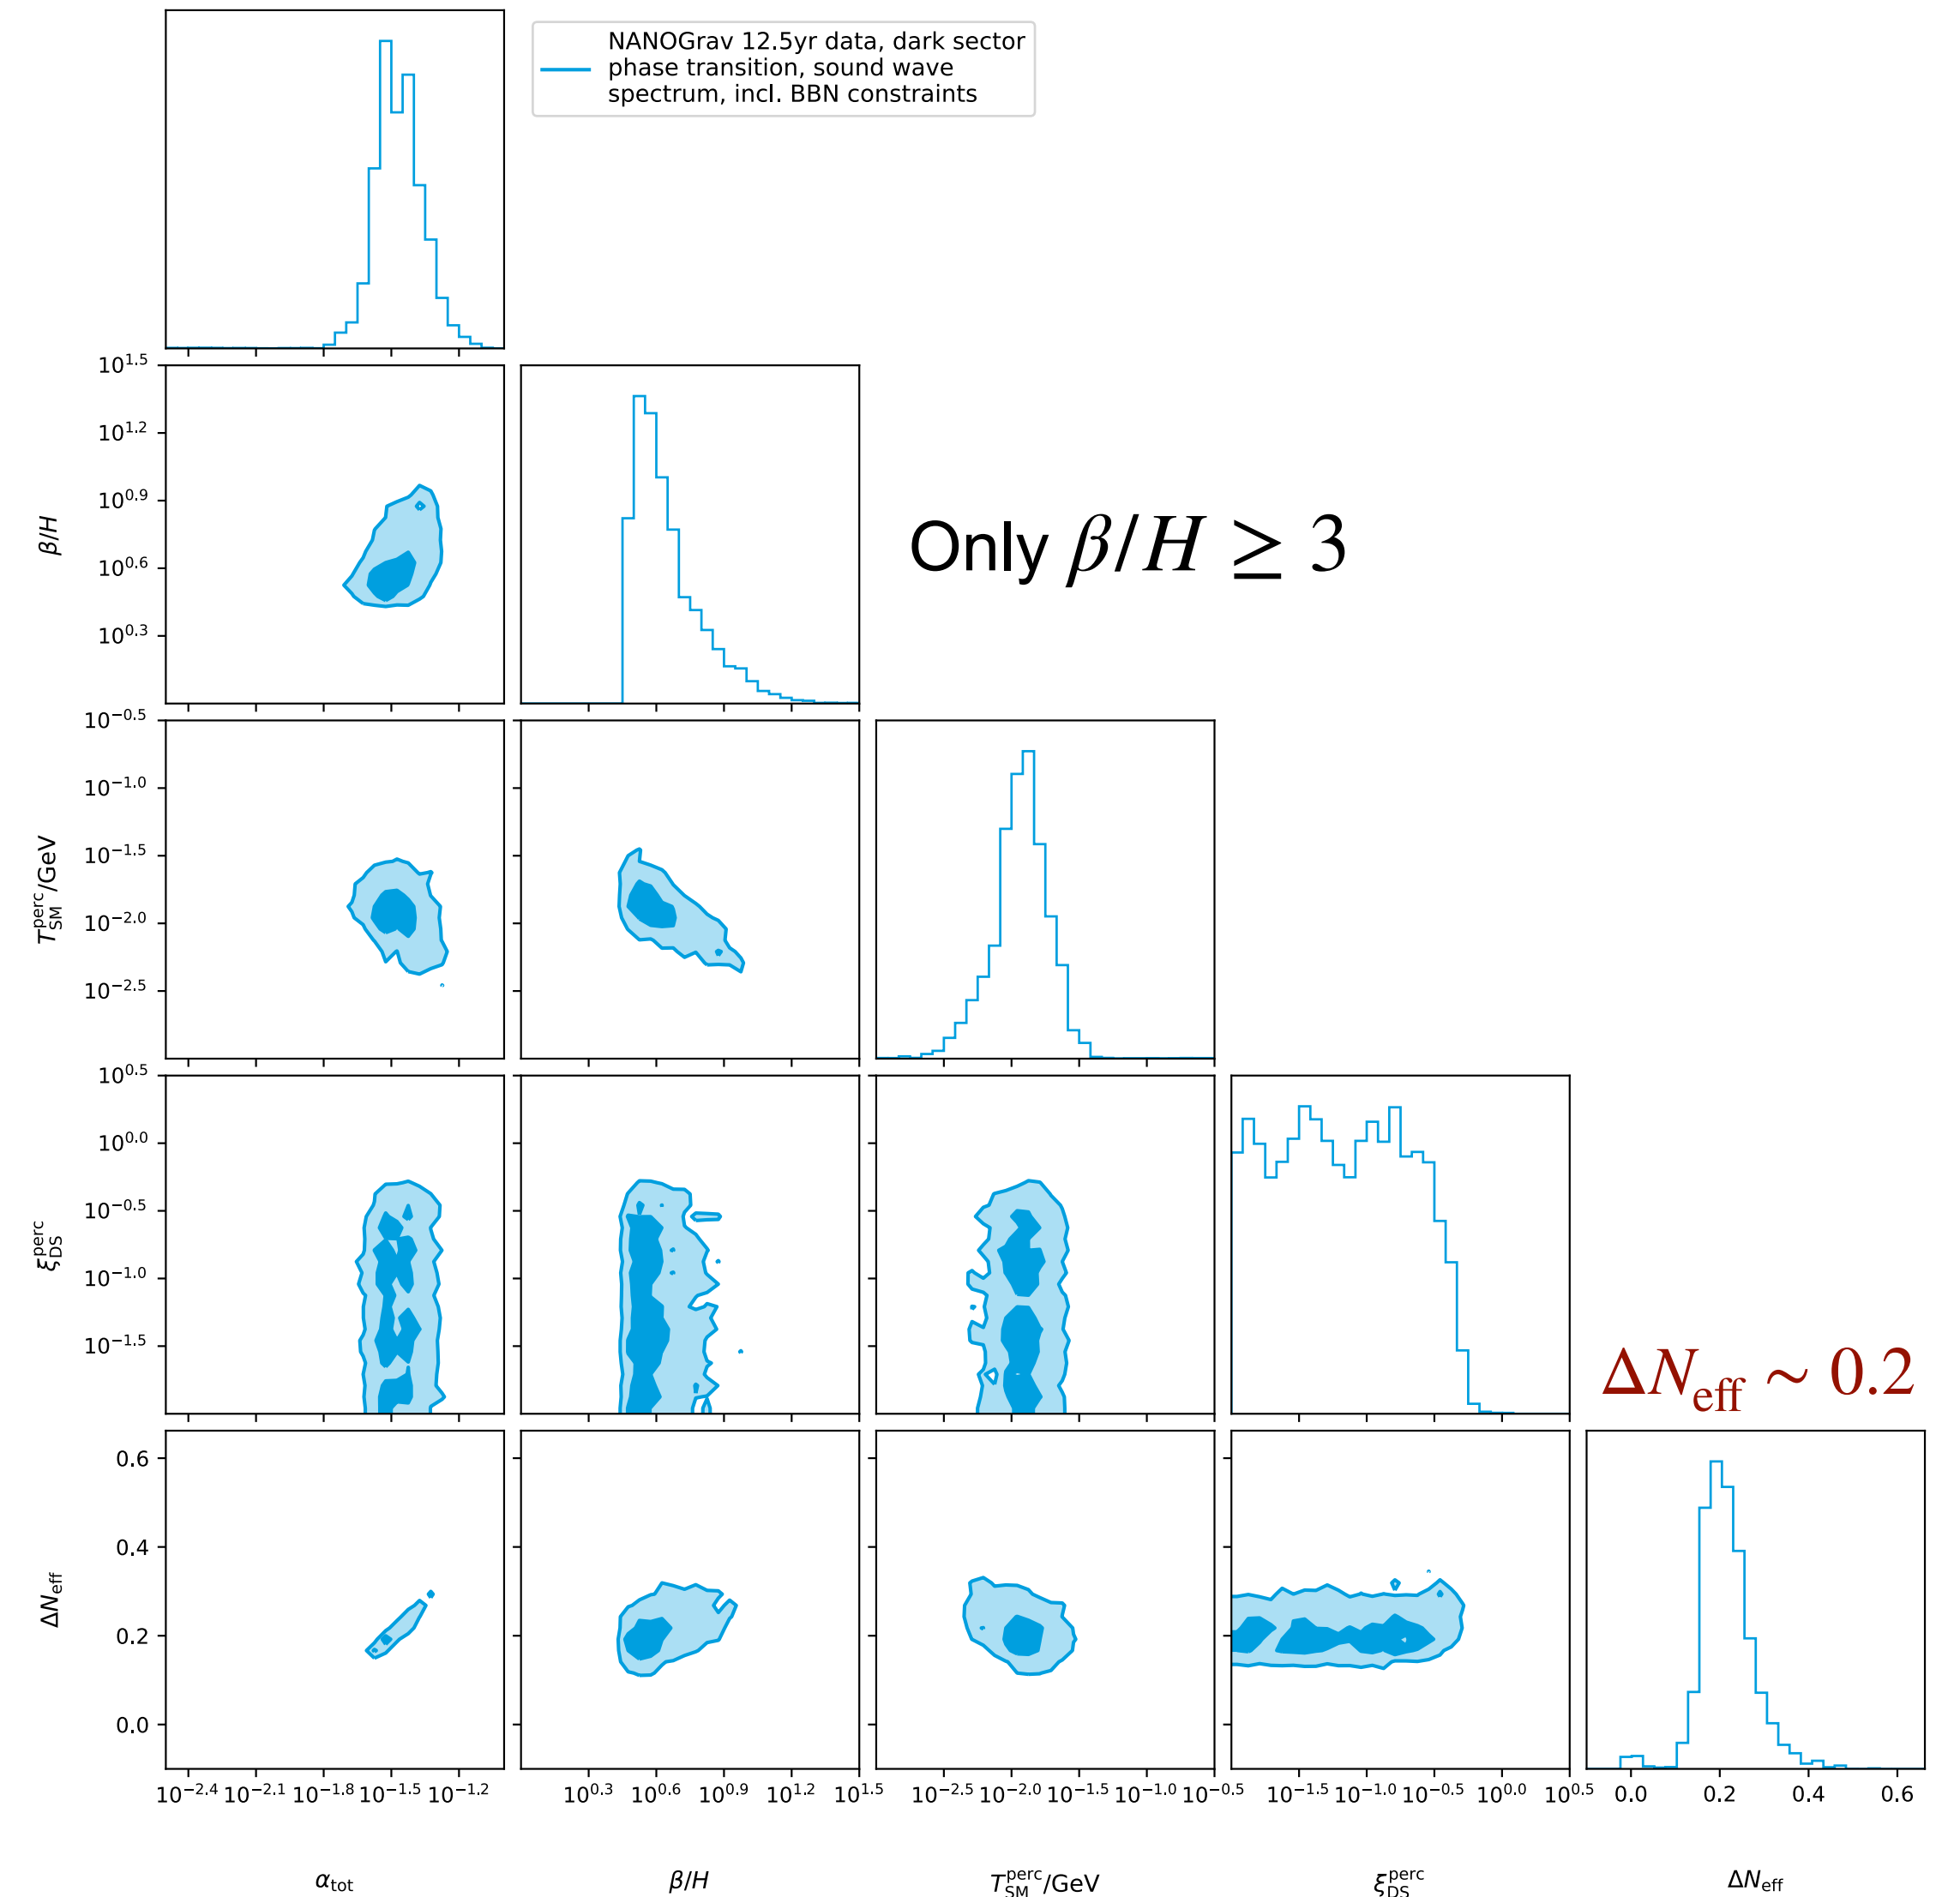 NANOGrav 12.5yr data, dark sector
phase transition, sound wave
spectrum, incl. BBN constraints
10^1.5
10^1.2
10^0.9
10^0.6
10^0.3
β/H
Only β/H ≥ 3
10^−0.5
10^−1.0
10^−1.5
10^−2.0
10^−2.5
T_SM^perc/GeV
10^0.5
10^0.0
10^−0.5
10^−1.0
10^−1.5
ξ_DS^perc
ΔN_eff ~ 0.2
0.6
0.4
0.2
0.0
ΔN_eff
10^−2.4 10^−2.1 10^−1.8 10^−1.5 10^−1.2
10^0.3 10^0.6 10^0.9 10^1.2 10^1.5
10^−2.5 10^−2.0 10^−1.5 10^−1.0 10^−0.5
10^−1.5 10^−1.0 10^−0.5 10^0.0 10^0.5
0.0 0.2 0.4 0.6
α_tot
β/H
T_SM^perc/GeV
ξ_DS^perc
ΔN_eff